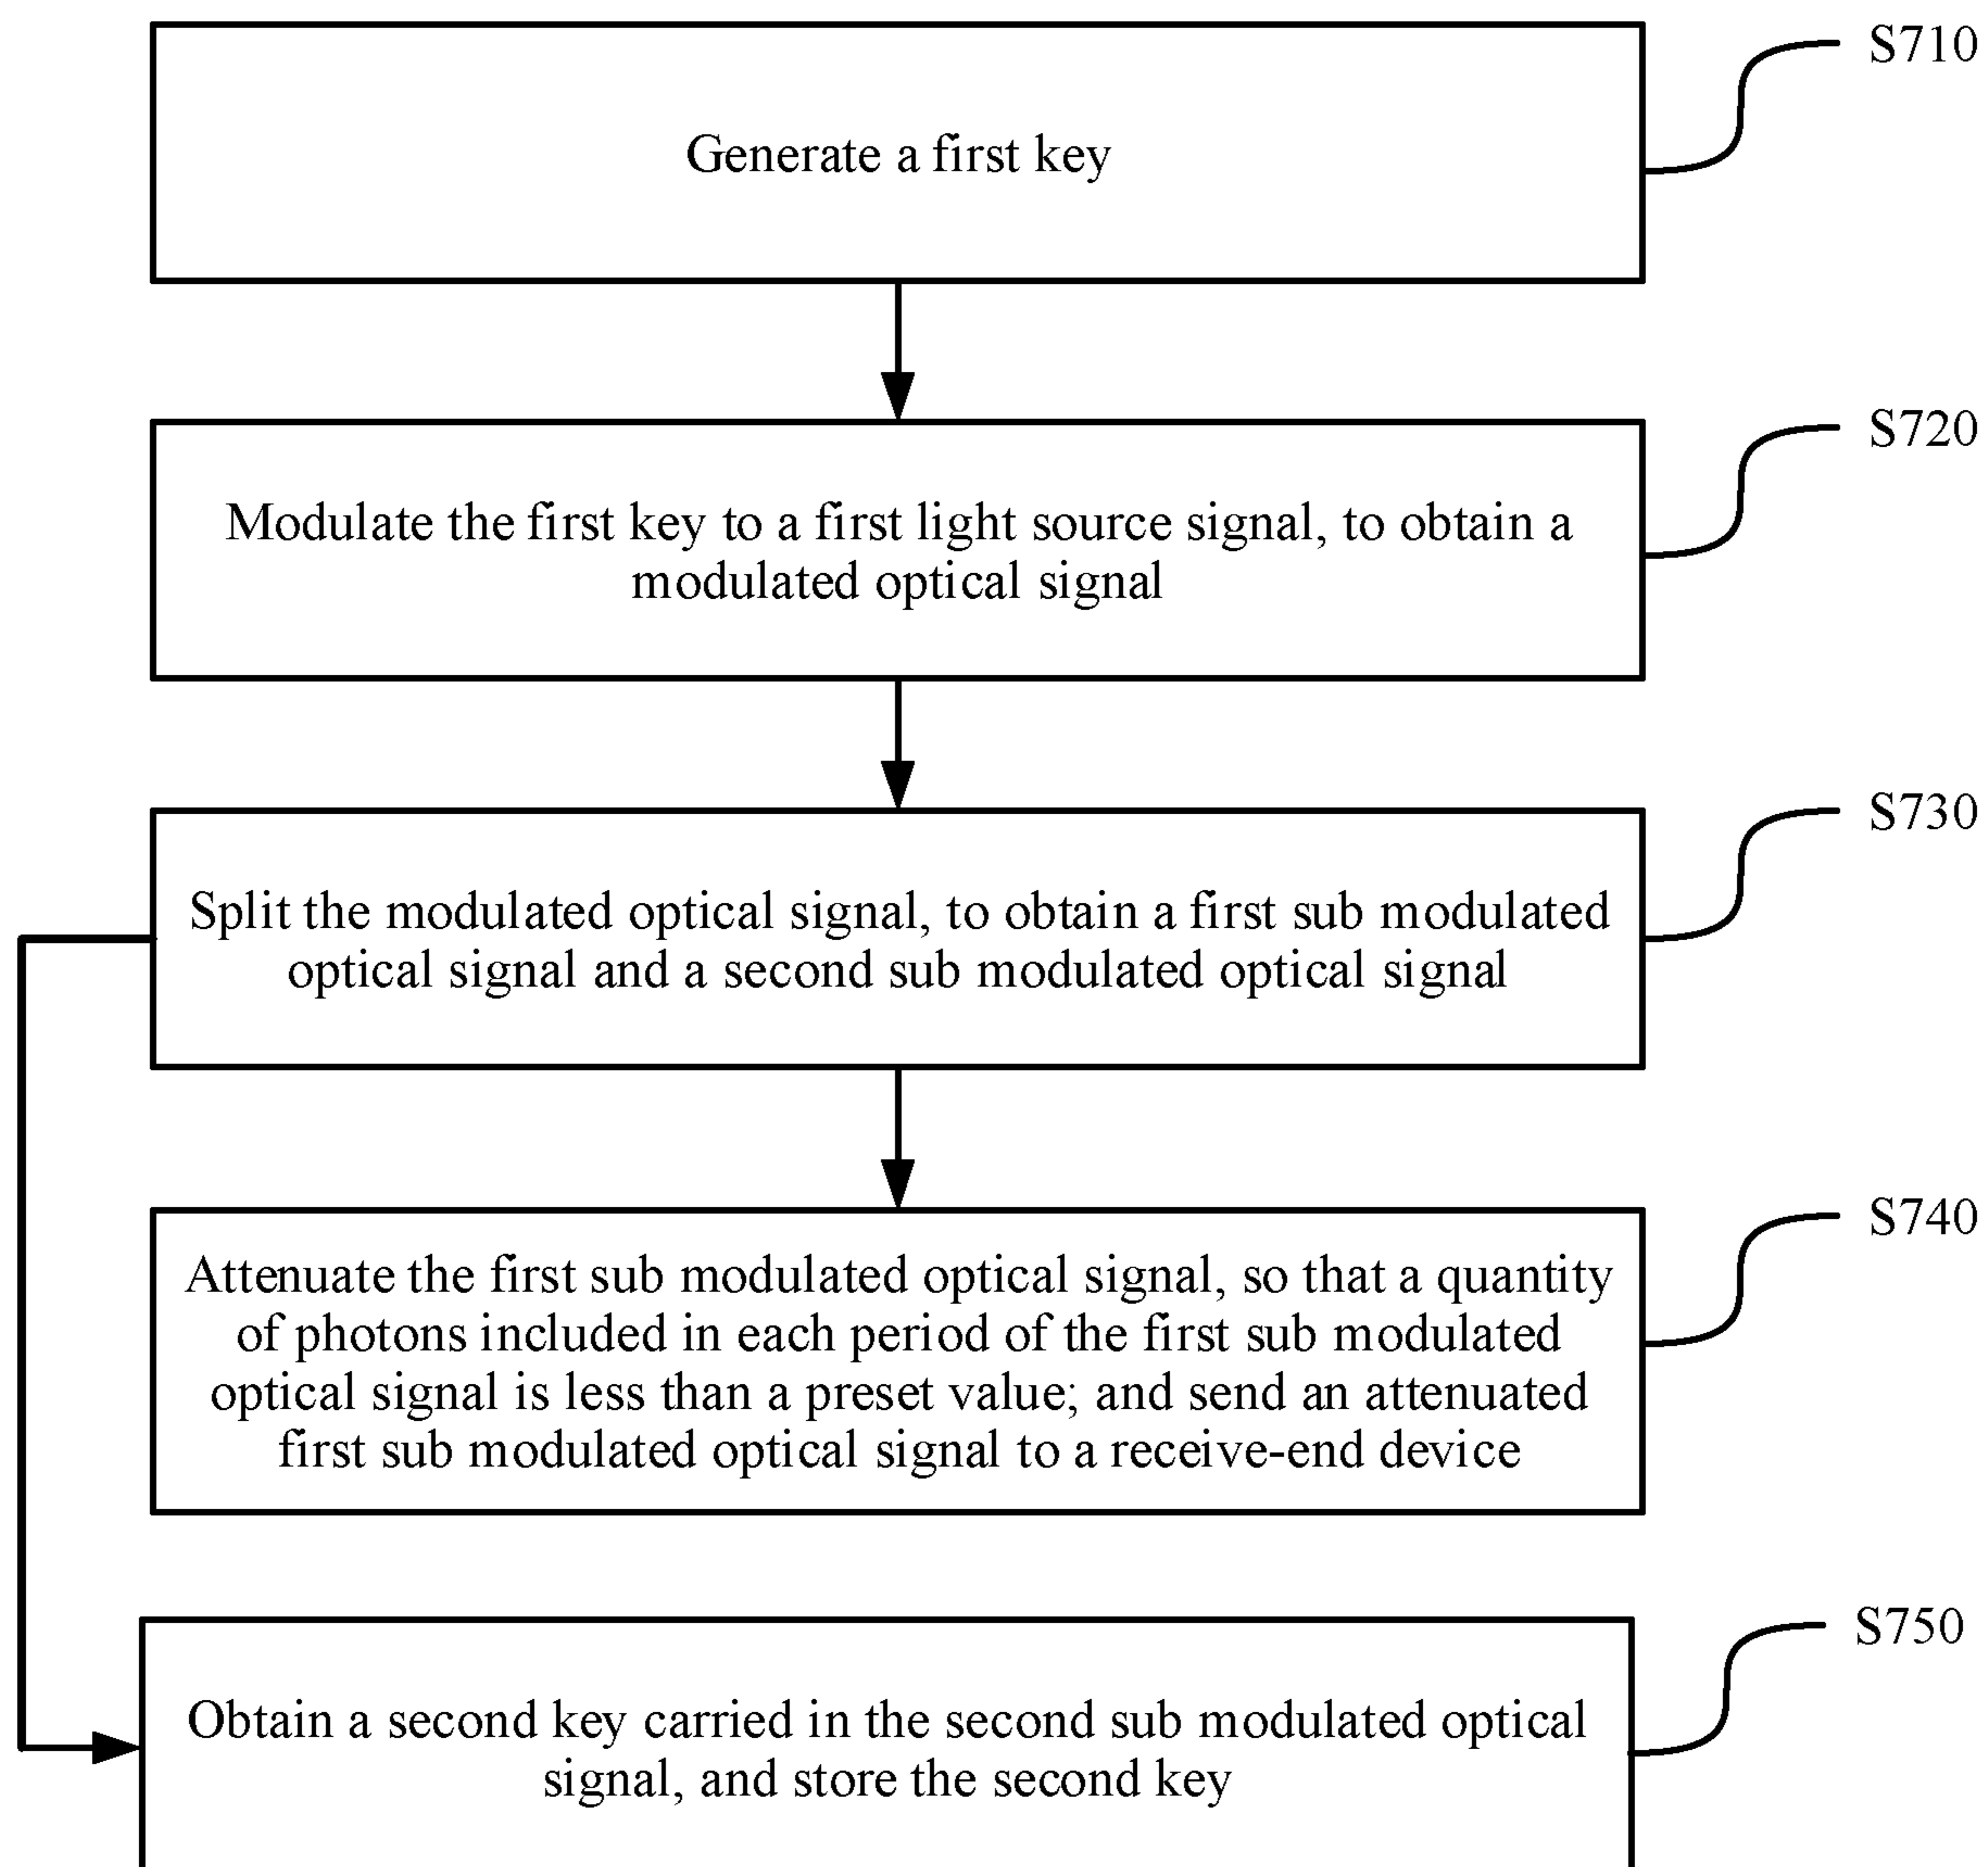 S710
Generate a first key
S720
Modulate the first key to a first light source signal, to obtain a
modulated optical signal
S730
Split the modulated optical signal, to obtain a first sub modulated
optical signal and a second sub modulated optical signal
S740
Attenuate the first sub modulated optical signal, so that a quantity
of photons included in each period of the first sub modulated
optical signal is less than a preset value; and send an attenuated
first sub modulated optical signal to a receive-end device
S750
Obtain a second key carried in the second sub modulated optical
signal, and store the second key